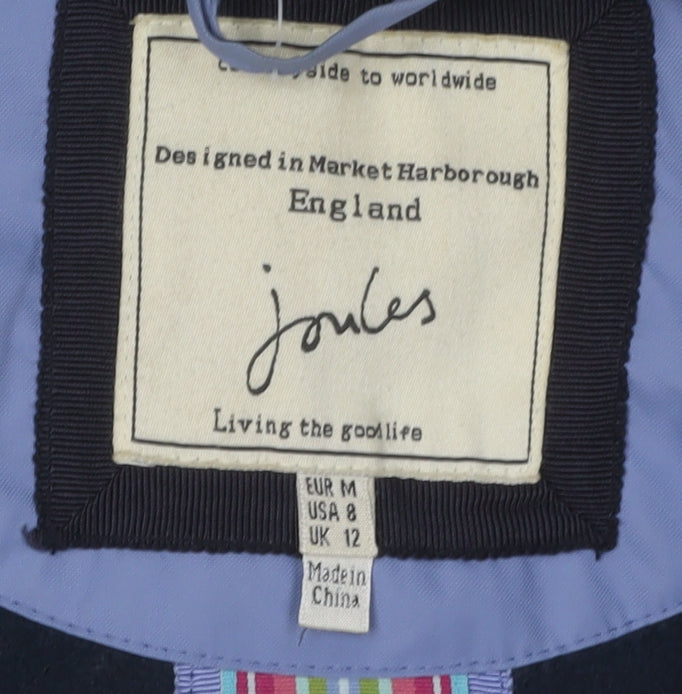 to worldwide
Designed in Market Harborough
England
joules
Living the goodlife
EUR M
USA 8
UK 12
Made in
China